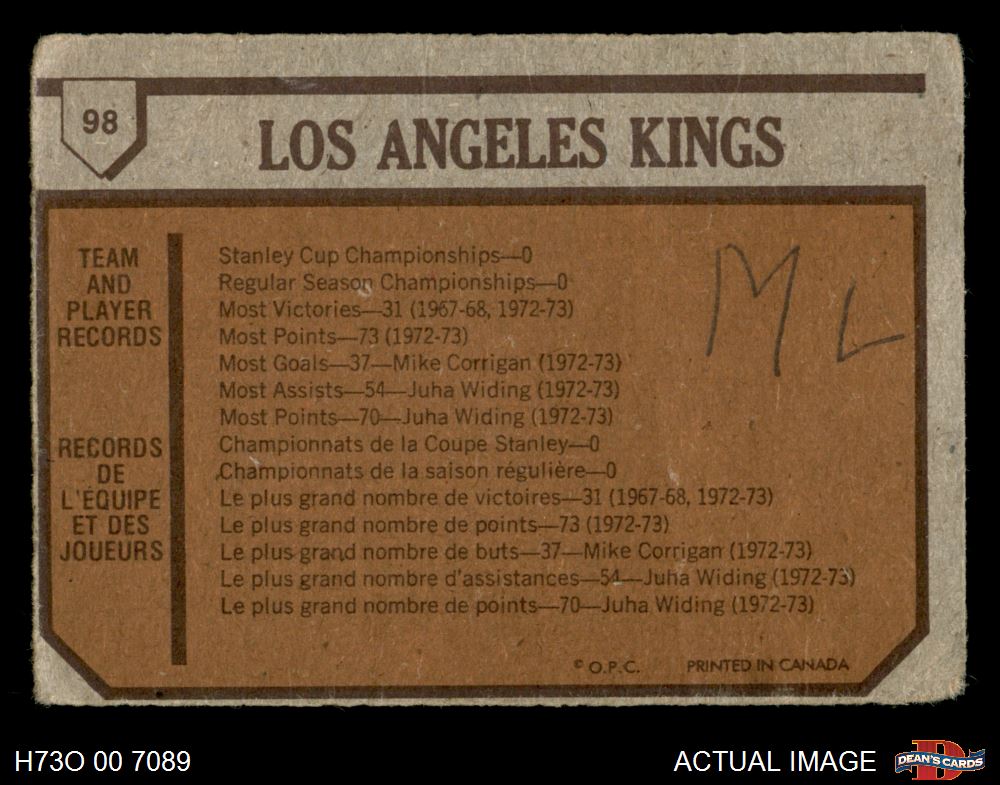 98
LOS ANGELES KINGS
TEAM
AND
PLAYER
RECORDS
Stanley Cup Championships—0
Regular Season Championships—0
Most Victories—31 (1967-68, 1972-73)
Most Points—73 (1972-73)
Most Goals—37—Mike Corrigan (1972-73)
Most Assists—54—Juha Widing (1972-73)
Most Points—70—Juha Widing (1972-73)
M L
RECORDS
DE
L'ÉQUIPE
ET DES
JOUEURS
Championnats de la Coupe Stanley—0
Championnats de la saison régulière—0
Le plus grand nombre de victoires—31 (1967-68, 1972-73)
Le plus grand nombre de points—73 (1972-73)
Le plus grand nombre de buts—37—Mike Corrigan (1972-73)
Le plus grand nombre d'assistances—54—Juha Widing (1972-73)
Le plus grand nombre de points—70—Juha Widing (1972-73)
© O.P.C. PRINTED IN CANADA
H73O 00 7089
ACTUAL IMAGE
D
DEAN'S CARDS